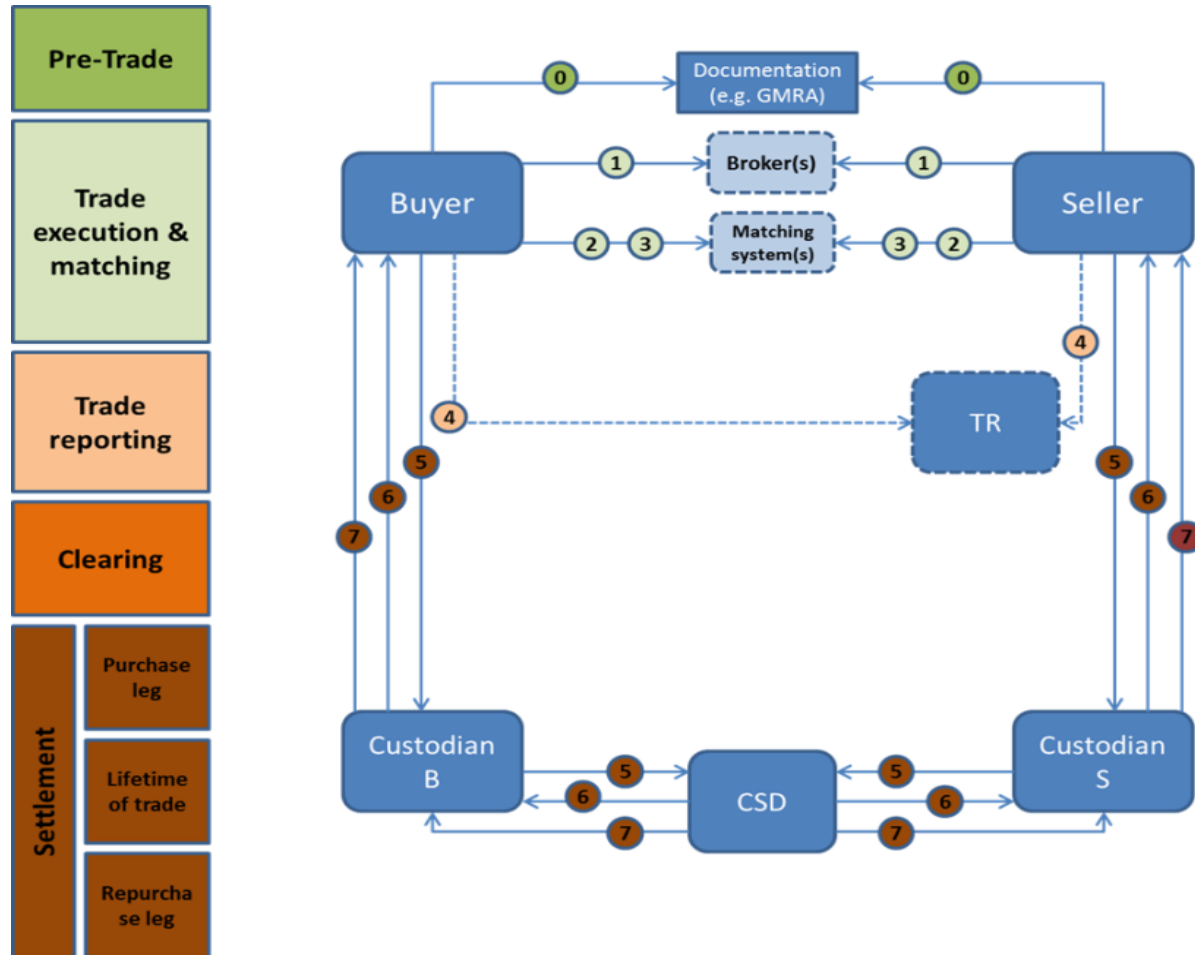 Pre-Trade
Trade
execution &
matching
Trade
reporting
Clearing
Settlement
Purchase
leg
Lifetime
of trade
Repurcha
se leg
0
Documentation
(e.g. GMRA)
0
Buyer
1
Broker(s)
1
Seller
2
3
Matching
system(s)
3
2
4
4
TR
5
6
7
5
6
7
Custodian
B
5
6
7
CSD
5
6
7
Custodian
S